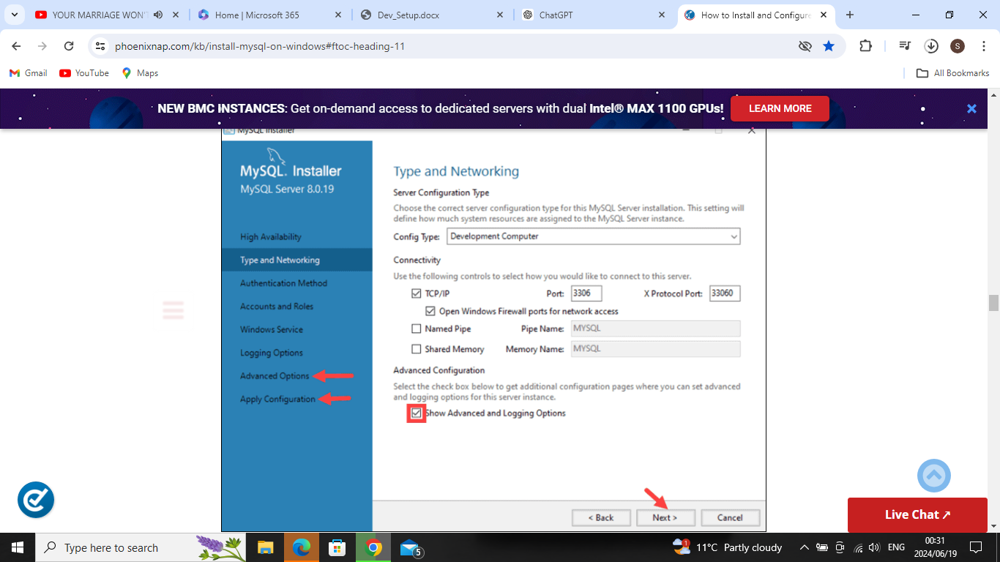 YOUR MARRIAGE WON'T
Home | Microsoft 365
Dev_Setup.docx
ChatGPT
How to Install and Configure
phoenixnap.com/kb/install-mysql-on-windows#ftoc-heading-11
S
Gmail
YouTube
Maps
All Bookmarks
NEW BMC INSTANCES: Get on-demand access to dedicated servers with dual Intel® MAX 1100 GPUs!
LEARN MORE
MySQL Installer
MySQL. Installer
MySQL Server 8.0.19
High Availability
Type and Networking
Authentication Method
Accounts and Roles
Windows Service
Logging Options
Advanced Options
Apply Configuration
Type and Networking
Server Configuration Type
Choose the correct server configuration type for this MySQL Server installation. This setting will
define how much system resources are assigned to the MySQL Server instance.
Config Type: Development Computer
Connectivity
Use the following controls to select how you would like to connect to this server.
TCP/IP Port: 3306 X Protocol Port: 33060
Open Windows Firewall ports for network access
Named Pipe Pipe Name: MYSQL
Shared Memory Memory Name: MYSQL
Advanced Configuration
Select the check box below to get additional configuration pages where you can set advanced
and logging options for this server instance.
Show Advanced and Logging Options
< Back
Next >
Cancel
Live Chat ↗
Type here to search
5
11°C Partly cloudy
ENG
00:31
2024/06/19